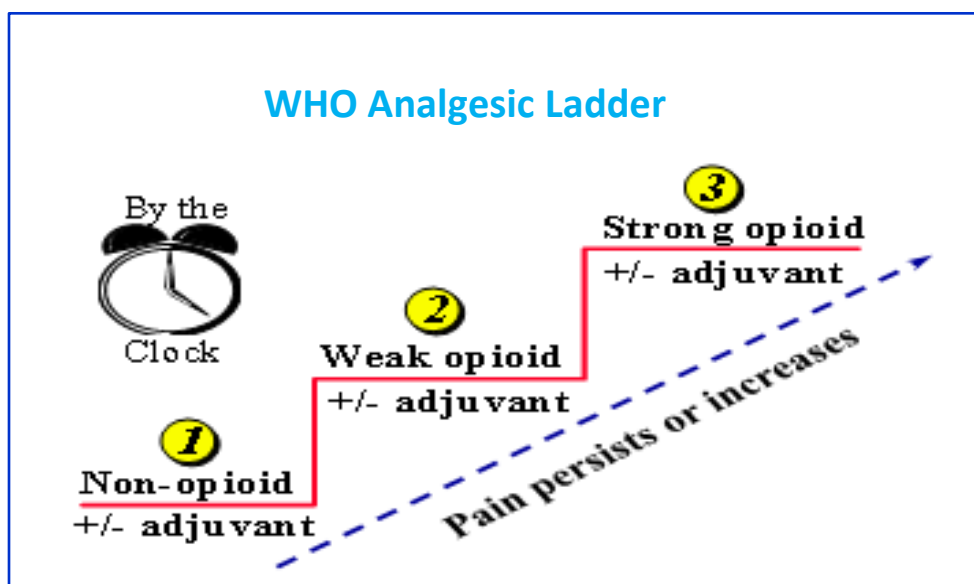 WHO Analgesic Ladder
By the
Clock
1
Non-opioid
+/- adjuvant
2
Weak opioid
+/- adjuvant
3
Strong opioid
+/- adjuvant
Pain persists or increases